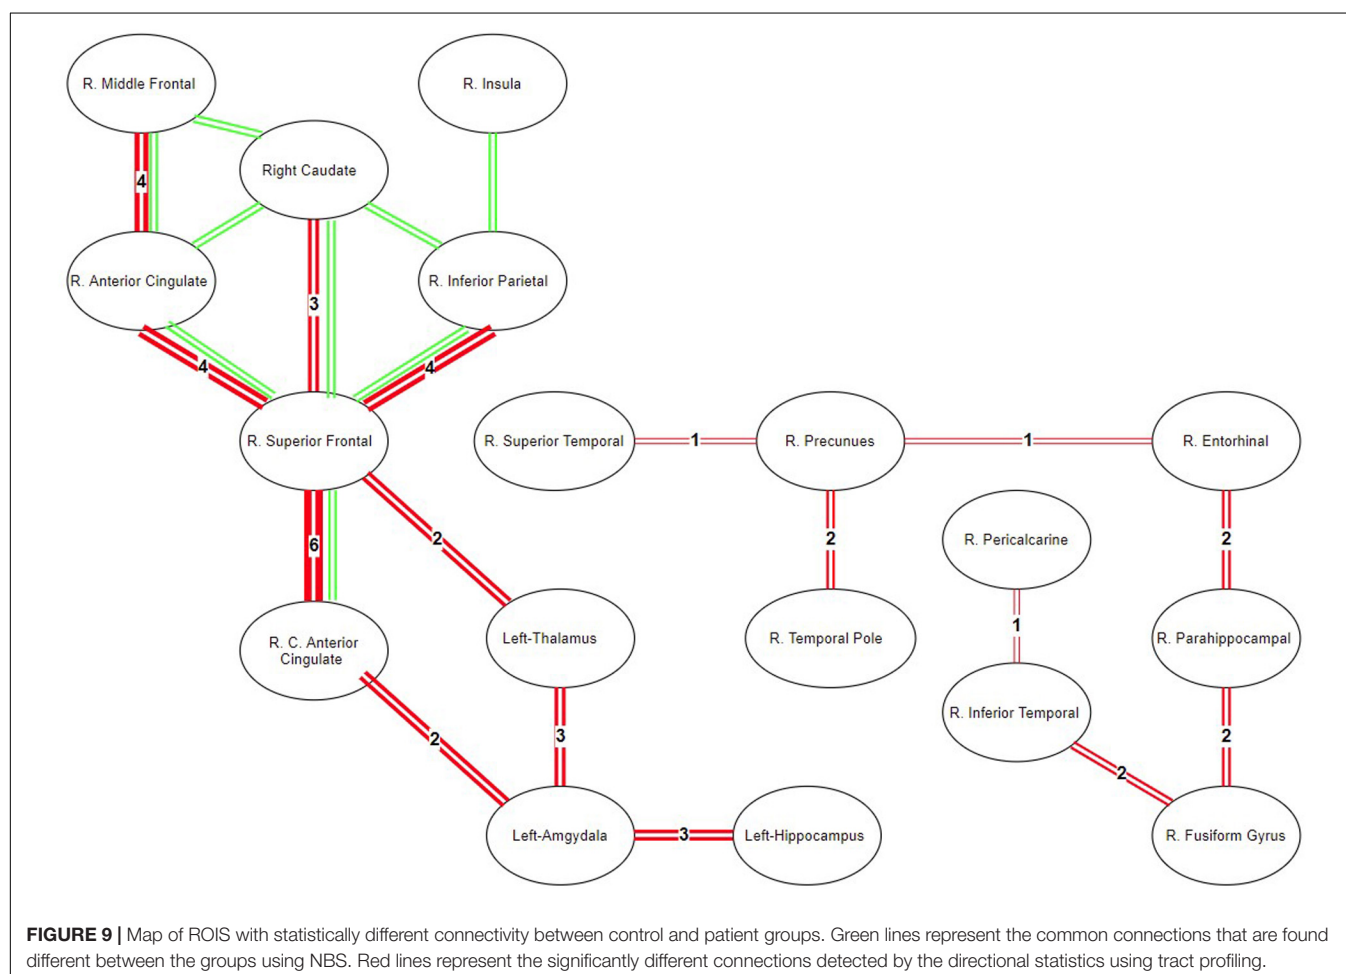 R. Middle Frontal
R. Insula
Right Caudate
4
R. Anterior Cingulate
R. Inferior Parietal
3
4
4
R. Superior Frontal
R. Superior Temporal
1
R. Precunues
1
R. Entorhinal
6
2
2
R. Pericalcarine
2
R. C. Anterior
Cingulate
Left-Thalamus
R. Temporal Pole
1
R. Parahippocampal
R. Inferior Temporal
2
3
2
2
Left-Amgydala
3
Left-Hippocampus
R. Fusiform Gyrus
FIGURE 9 | Map of ROIS with statistically different connectivity between control and patient groups. Green lines represent the common connections that are found
different between the groups using NBS. Red lines represent the significantly different connections detected by the directional statistics using tract profiling.